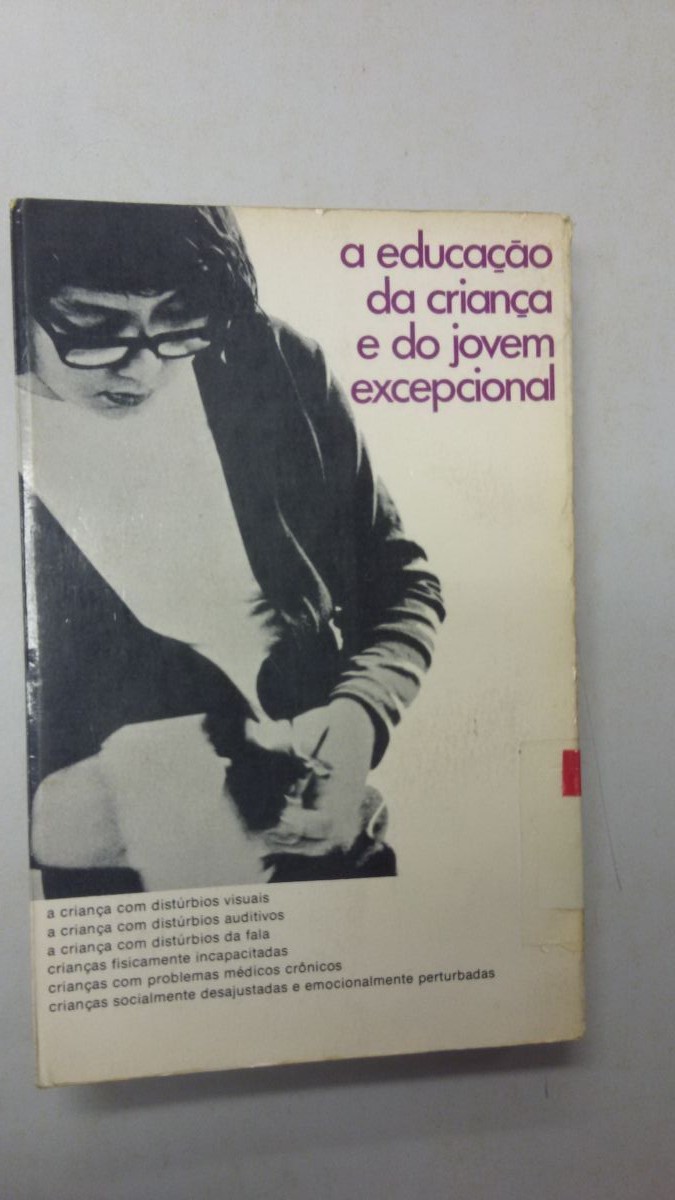 a educação
da criança
e do jovem
excepcional
a criança com distúrbios visuais
a criança com distúrbios auditivos
a criança com distúrbios da fala
crianças fisicamente incapacitadas
crianças com problemas médicos crônicos
crianças socialmente desajustadas e emocionalmente perturbadas